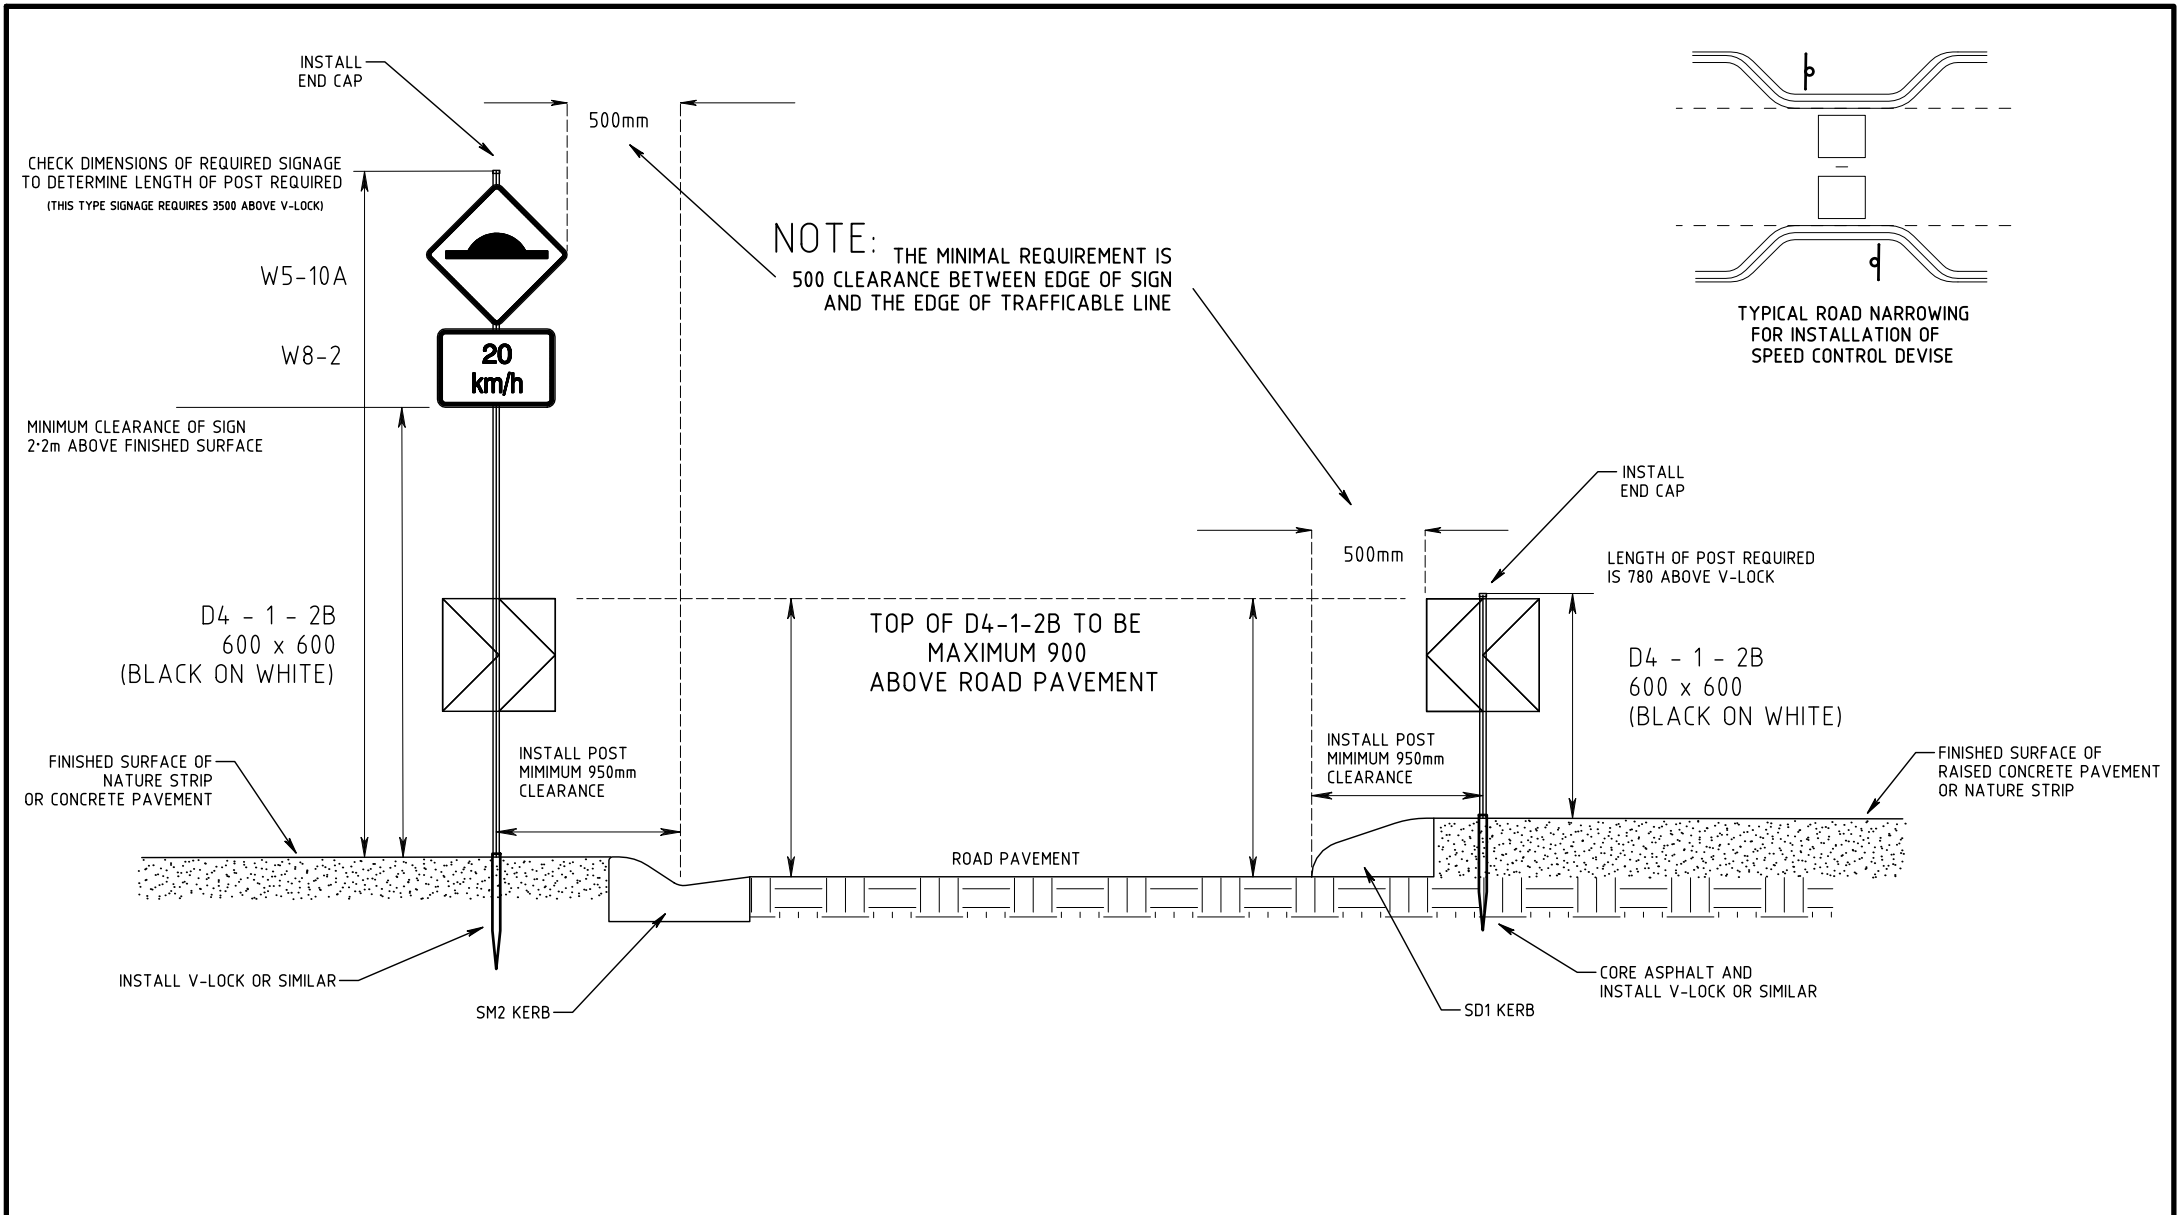 INSTALL
END CAP
500mm
CHECK DIMENSIONS OF REQUIRED SIGNAGE
TO DETERMINE LENGTH OF POST REQUIRED
(THIS TYPE SIGNAGE REQUIRES 3500 ABOVE V-LOCK)
W5-10A
W8-2
20
km/h
MINIMUM CLEARANCE OF SIGN
2·2m ABOVE FINISHED SURFACE
NOTE: THE MINIMAL REQUIREMENT IS
500 CLEARANCE BETWEEN EDGE OF SIGN
AND THE EDGE OF TRAFFICABLE LINE
TYPICAL ROAD NARROWING
FOR INSTALLATION OF
SPEED CONTROL DEVISE
INSTALL
END CAP
500mm
LENGTH OF POST REQUIRED
IS 780 ABOVE V-LOCK
D4 - 1 - 2B
600 x 600
(BLACK ON WHITE)
TOP OF D4-1-2B TO BE
MAXIMUM 900
ABOVE ROAD PAVEMENT
D4 - 1 - 2B
600 x 600
(BLACK ON WHITE)
INSTALL POST
MIMIMUM 950mm
CLEARANCE
INSTALL POST
MIMIMUM 950mm
CLEARANCE
FINISHED SURFACE OF
NATURE STRIP
OR CONCRETE PAVEMENT
FINISHED SURFACE OF
RAISED CONCRETE PAVEMENT
OR NATURE STRIP
ROAD PAVEMENT
INSTALL V-LOCK OR SIMILAR
SM2 KERB
SD1 KERB
CORE ASPHALT AND
INSTALL V-LOCK OR SIMILAR